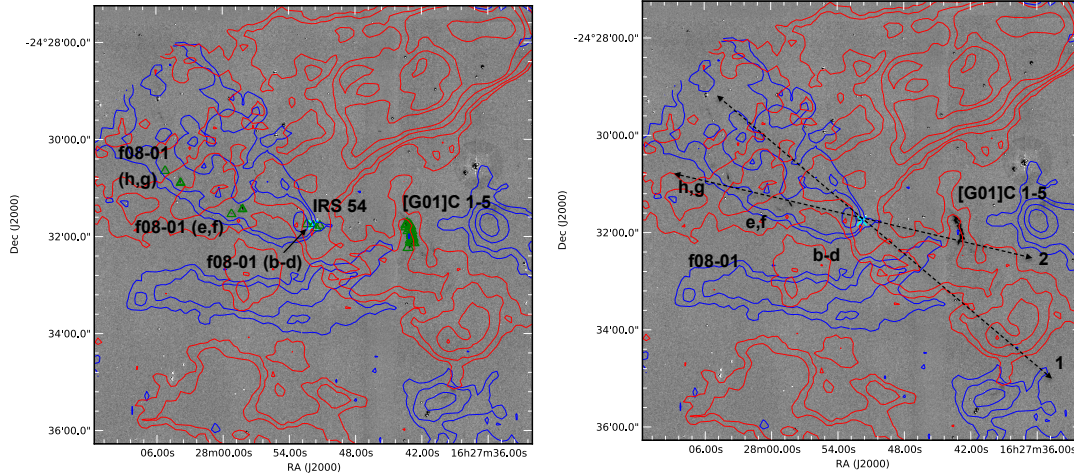 -24°28'00.0"
30'00.0"
32'00.0"
34'00.0"
36'00.0"
Dec (J2000)
f08-01
(h,g)
f08-01 (e,f)
IRS 54
f08-01 (b-d)
[G01]C 1-5
06.00s
28m00.00s
54.00s
48.00s
42.00s
16h27m36.00s
RA (J2000)
-24°28'00.0"
30'00.0"
32'00.0"
34'00.0"
36'00.0"
Dec (J2000)
h,g
e,f
f08-01
b-d
[G01]C 1-5
2
1
06.00s
28m00.00s
54.00s
48.00s
42.00s
16h27m36.00s
RA (J2000)